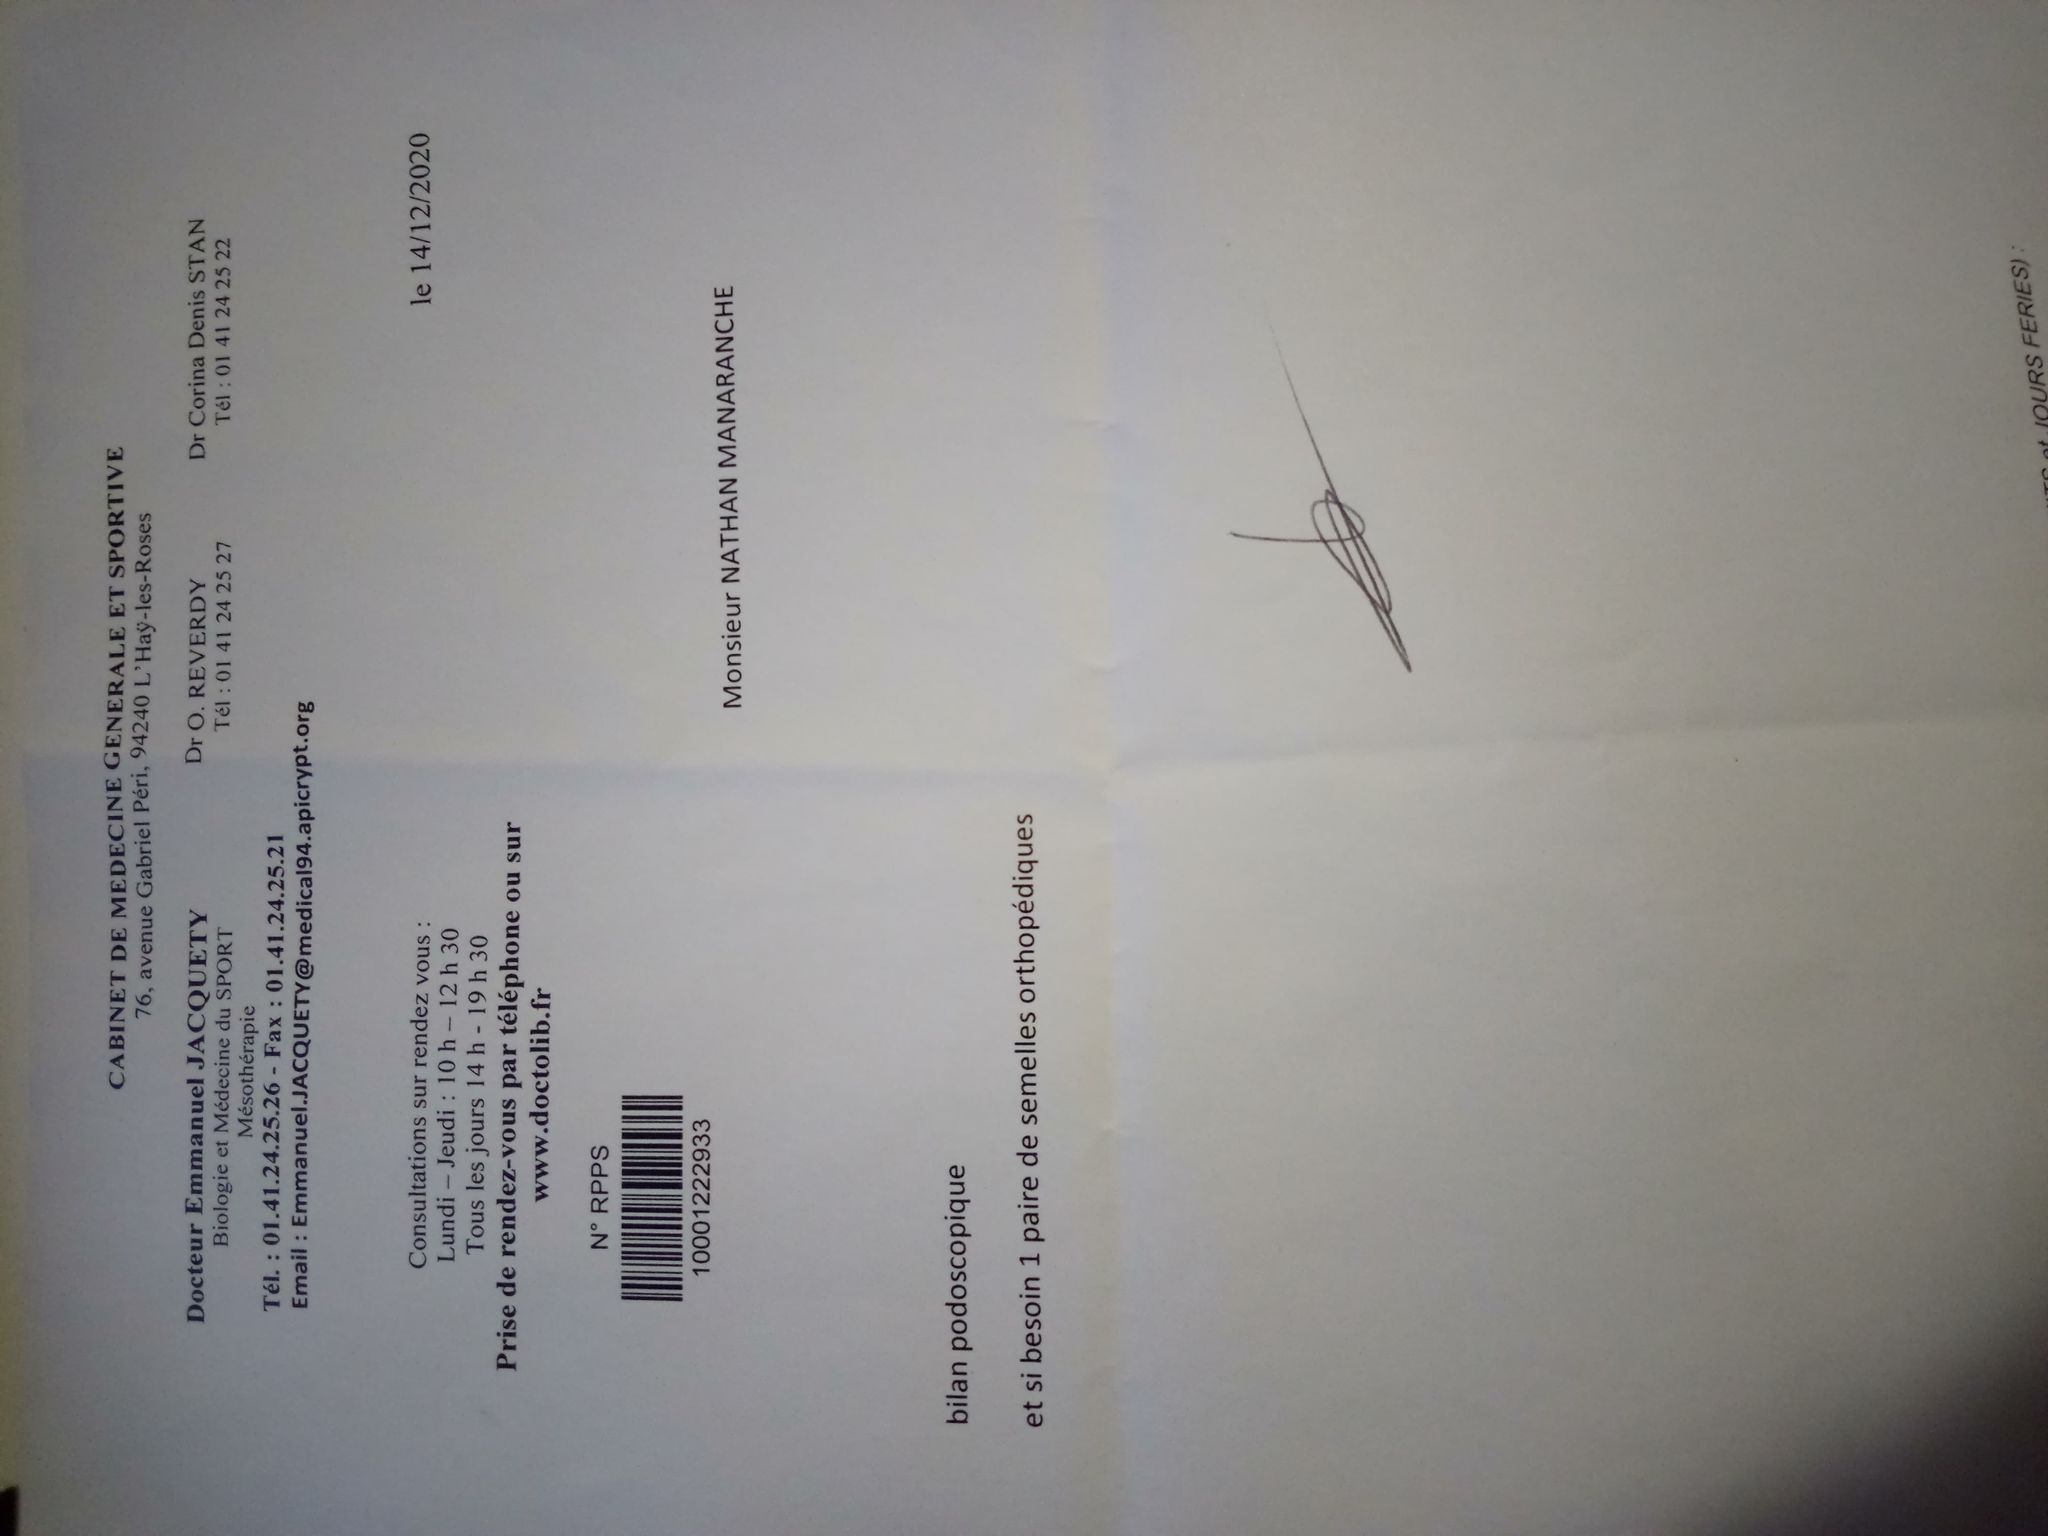 CABINET DE MEDECINE GENERALE ET SPORTIVE
76, avenue Gabriel Péri, 94240 L'Haÿ-les-Roses
Docteur Emmanuel JACQUETY
Biologie et Médecine du SPORT
Mésothérapie
Tél. : 01.41.24.25.26 - Fax : 01.41.24.25.21
Email : Emmanuel.JACQUETY@medical94.apicrypt.org
Dr O. REVERDY
Tél : 01 41 24 25 27
Dr Corina Denis STAN
Tél : 01 41 24 25 22
Consultations sur rendez vous :
Lundi – Jeudi : 10 h – 12 h 30
Tous les jours 14 h - 19 h 30
Prise de rendez-vous par téléphone ou sur
www.doctolib.fr
le 14/12/2020
N° RPPS
10001222933
Monsieur NATHAN MANARANCHE
bilan podoscopique
et si besoin 1 paire de semelles orthopédiques
et JOURS FERIES) :